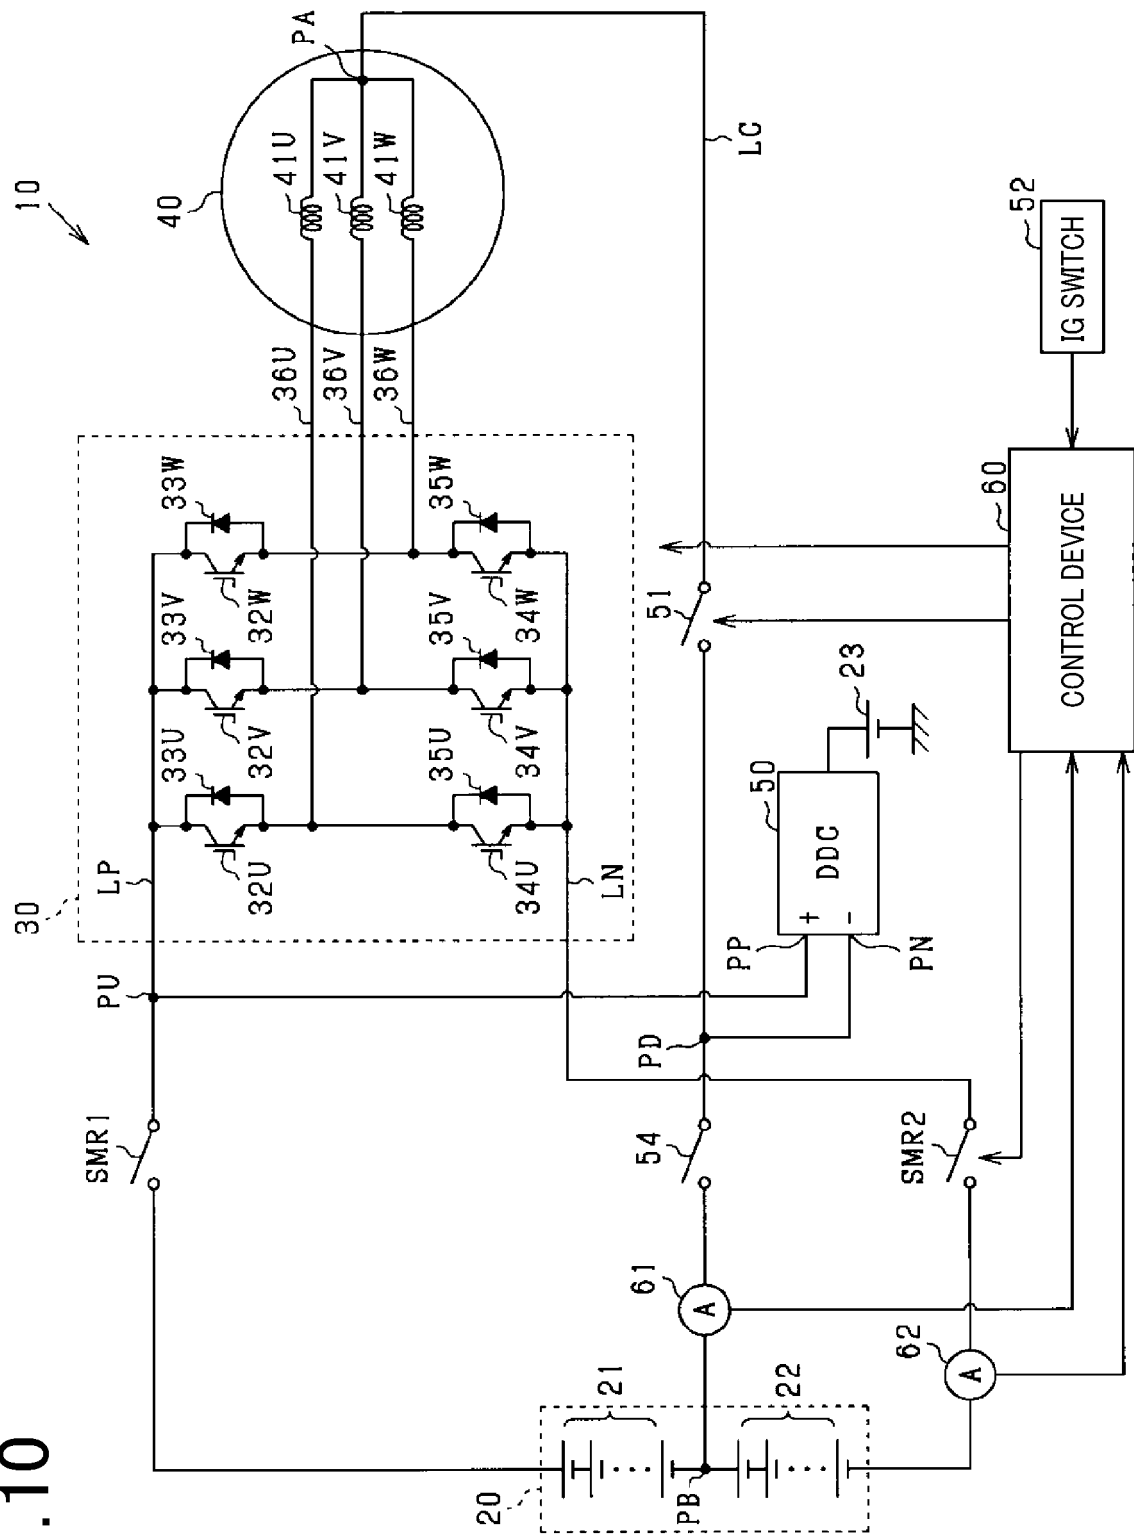 .10
10
40
PA
41U
41V
41W
36U
36V
36W
LC
30
LP
LN
33U
33V
33W
32U
32V
32W
35U
35V
35W
34U
34V
34W
PU
SMR1
PP
PN
50
DDC
+
-
23
51
PD
54
SMR2
60
CONTROL DEVICE
52
IG SWITCH
61
A
62
A
20
21
22
PB